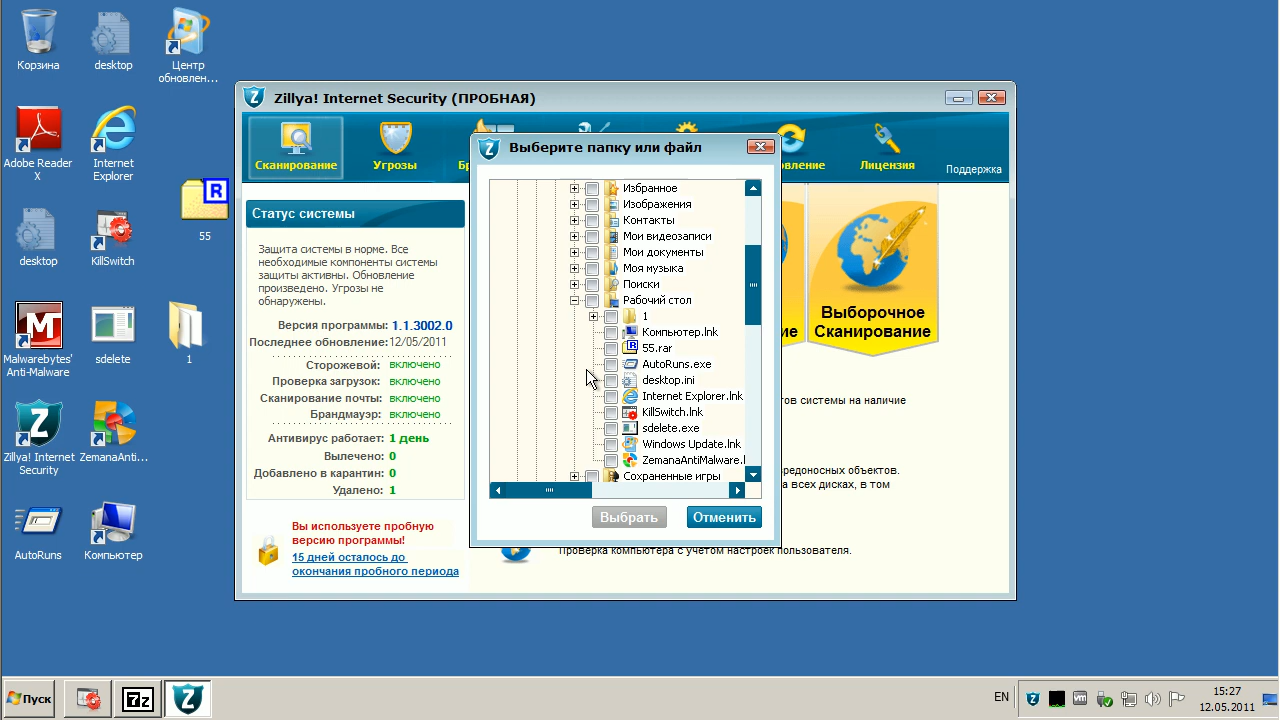 Корзина
desktop
Центр
обновлен...
Adobe Reader
X
Internet
Explorer
55
desktop
KillSwitch
Malwarebytes'
Anti-Malware
sdelete
1
Zillya! Internet
Security
ZemanaAnti...
AutoRuns
Компьютер
Zillya! Internet Security (ПРОБНАЯ)
Сканирование
Угрозы
Лицензия
Поддержка
Статус системы
Защита системы в норме. Все
необходимые компоненты системы
защиты активны. Обновление
произведено. Угрозы не
обнаружены.
Версия программы: 1.1.3002.0
Последнее обновление:12/05/2011
Сторожевой: включено
Проверка загрузок: включено
Сканирование почты: включено
Брандмауэр: включено
Антивирус работает: 1 день
Вылечено: 0
Добавлено в карантин: 0
Удалено: 1
Вы используете пробную
версию программы!
15 дней осталось до
окончания пробного периода
Выберите папку или файл
Избранное
Изображения
Контакты
Мои видеозаписи
Мои документы
Моя музыка
Поиски
Рабочий стол
1
Компьютер.lnk
55.rar
AutoRuns.exe
desktop.ini
Internet Explorer.lnk
KillSwitch.lnk
sdelete.exe
Windows Update.lnk
ZemanaAntiMalware.l
Сохраненные игры
Выбрать
Отменить
Выборочное
Сканирование
системы на наличие
объектов.
всех дисках, в том
Проверка компьютера с учетом настроек пользователя.
Пуск
7z
EN
15:27
12.05.2011